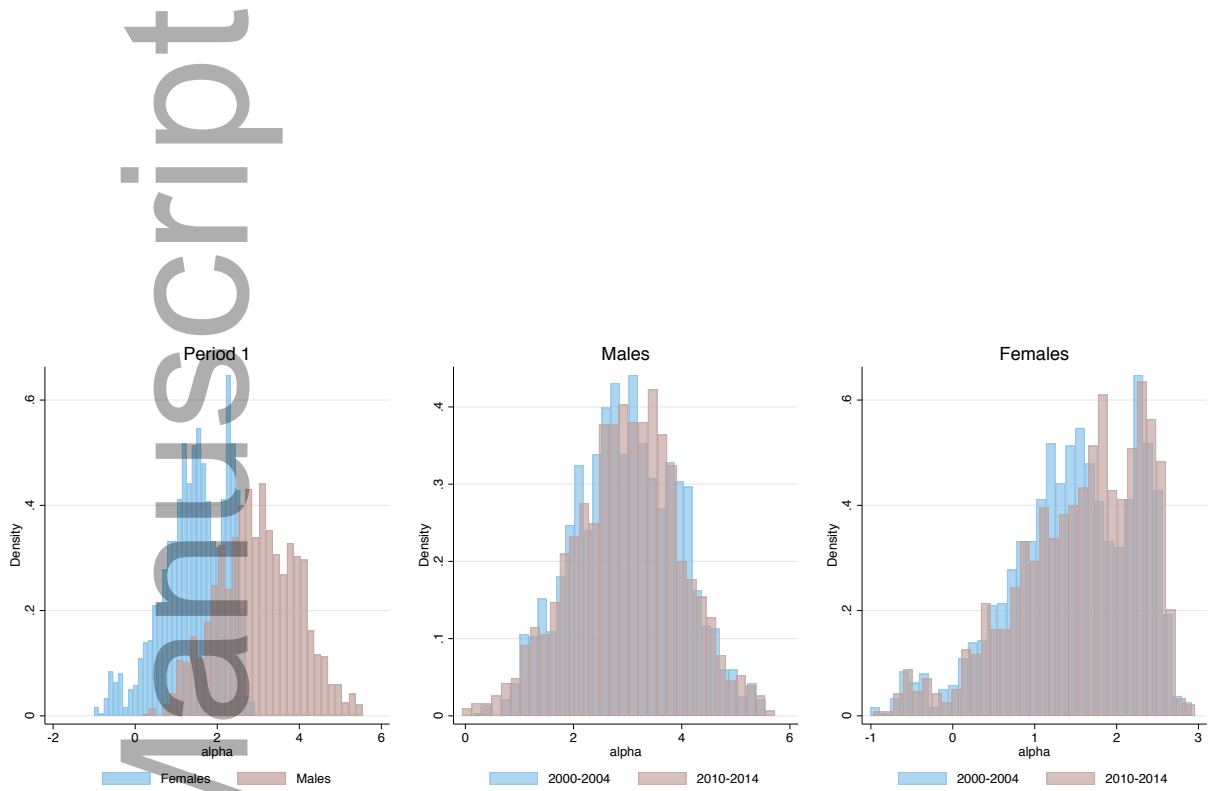 anuscript
Period 1
Density
0 .2 .4 .6
-2 0 2 4 6
alpha
Females Males
Males
Density
0 .1 .2 .3 .4
0 2 4 6
alpha
2000-2004 2010-2014
Females
Density
0 .2 .4 .6
-1 0 1 2 3
alpha
2000-2004 2010-2014